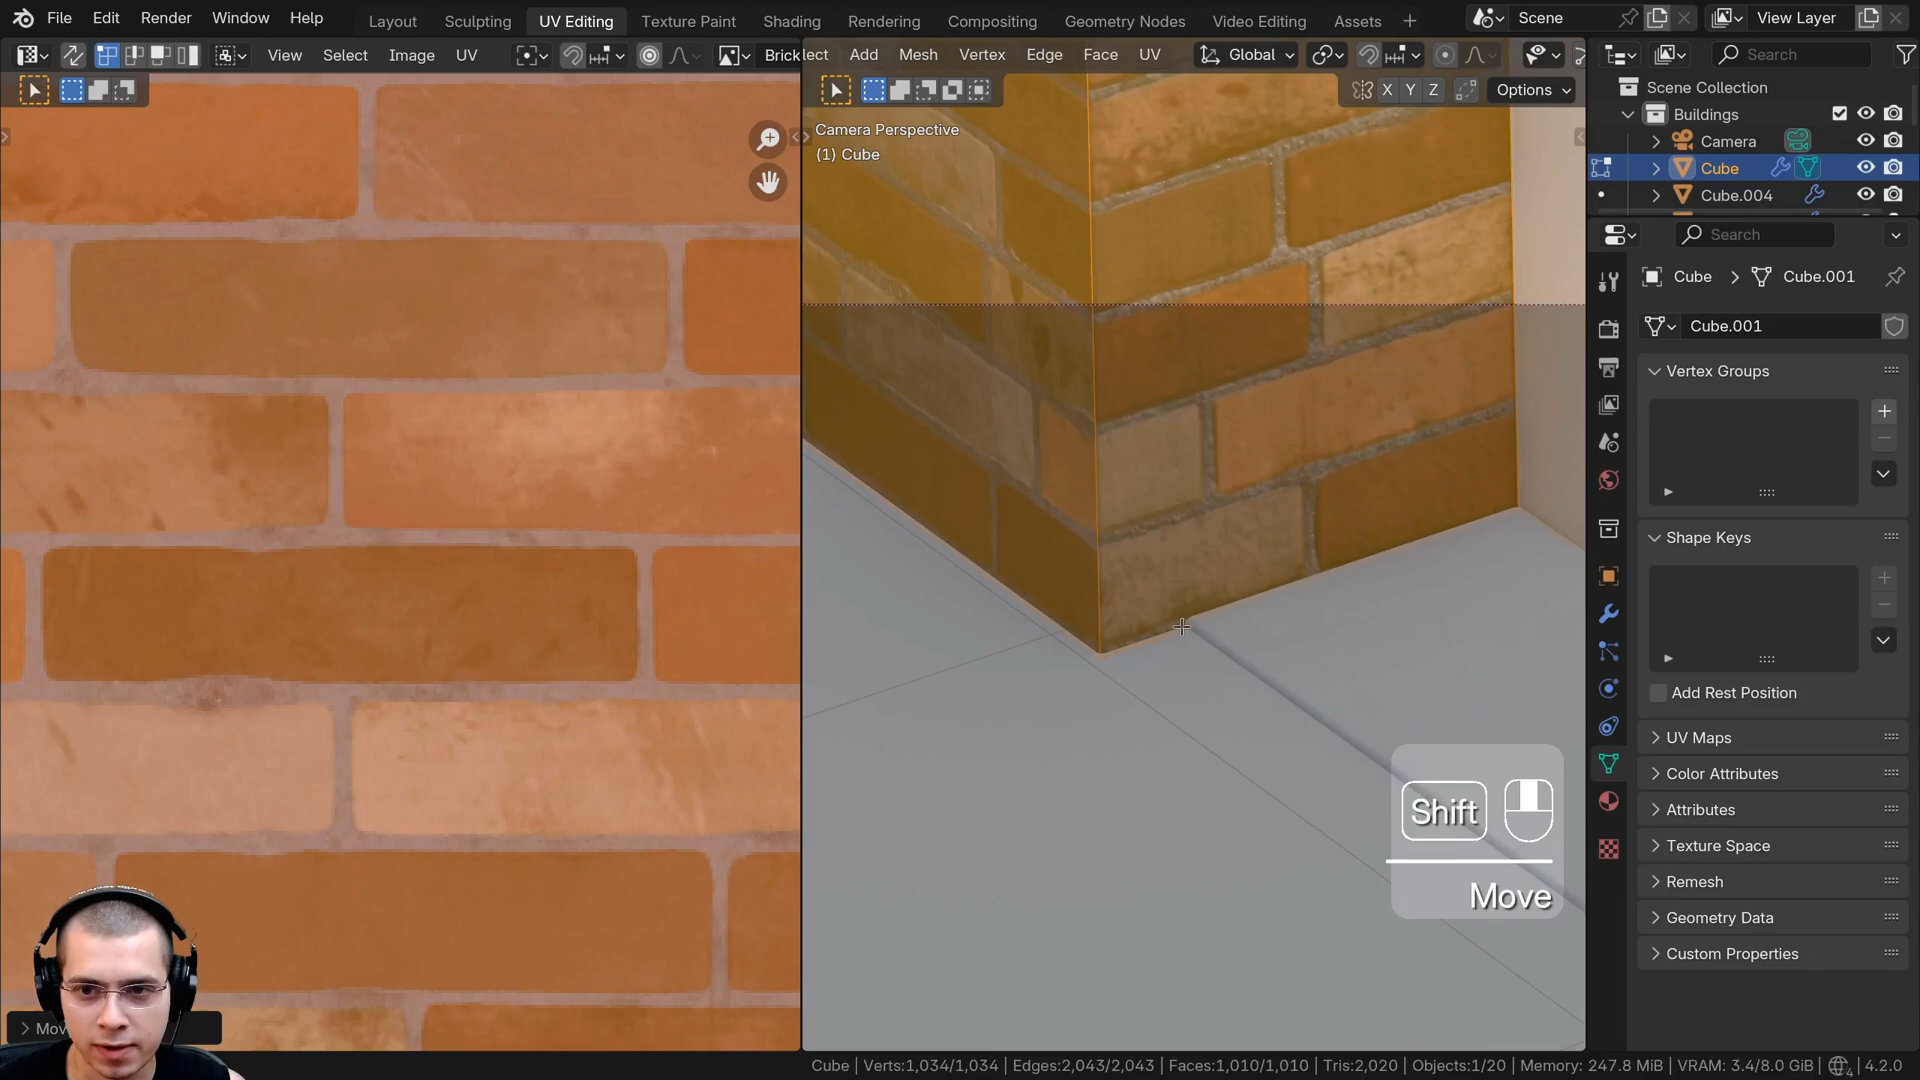 File Edit Render Window Help Layout Sculpting UV Editing Texture Paint Shading Rendering Compositing Geometry Nodes Video Editing Assets Scene View Layer
View Select Image UV Brick lect Add Mesh Vertex Edge Face UV Global Search
X Y Z Options
Camera Perspective
(1) Cube
Scene Collection
Buildings
Camera
Cube
Cube.004
Search
Cube Cube.001
Cube.001
Vertex Groups
Shape Keys
Add Rest Position
UV Maps
Color Attributes
Attributes
Texture Space
Remesh
Geometry Data
Custom Properties
Shift
Move
Mov
Cube | Verts:1,034/1,034 | Edges:2,043/2,043 | Faces:1,010/1,010 | Tris:2,020 | Objects:1/20 | Memory: 247.8 MiB | VRAM: 3.4/8.0 GiB | 4 | 4.2.0